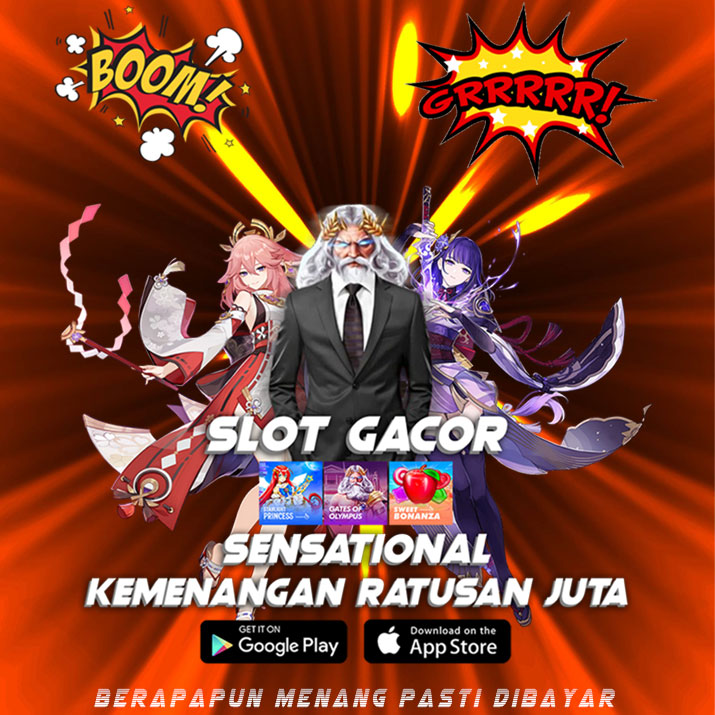 BOOM!
GRRRRR!
SLOT GACOR
STARLIGHT
PRINCESS
GATES OF
OLYMPUS
SWEET
BONANZA
SENSATIONAL
KEMENANGAN RATUSAN JUTA
GET IT ON
Google Play
Download on the
App Store
BERAPAPUN MENANG PASTI DIBAYAR